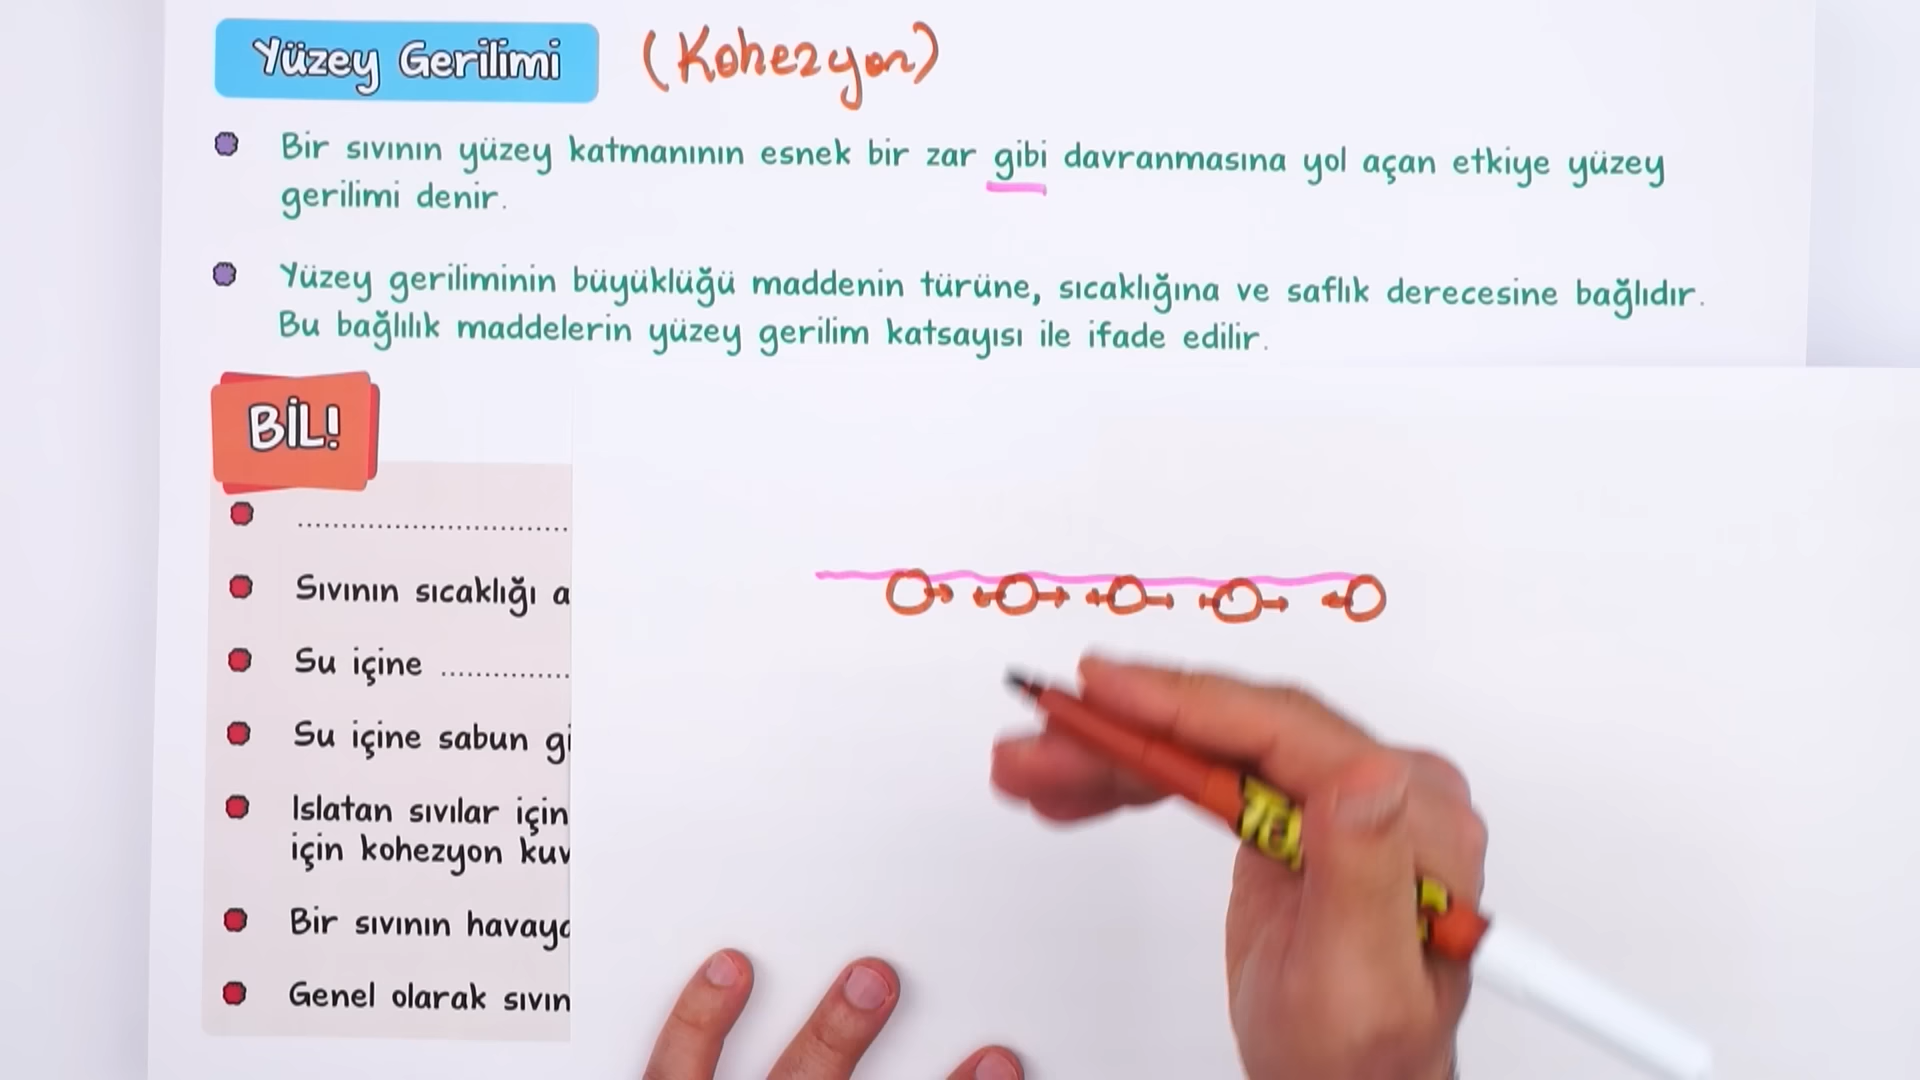 Yüzey Gerilimi (Kohezyon)
Bir sıvının yüzey katmanının esnek bir zar gibi davranmasına yol açan etkiye yüzey
gerilimi denir.
Yüzey geriliminin büyüklüğü maddenin türüne, sıcaklığına ve saflık derecesine bağlıdır.
Bu bağlılık maddelerin yüzey gerilim katsayısı ile ifade edilir.
BİL!
..............................
Sıvının sıcaklığı a
Su içine ...............
Su içine sabun gi
Islatan sıvılar için
için kohezyon kuv
Bir sıvının havay
Genel olarak sıvın